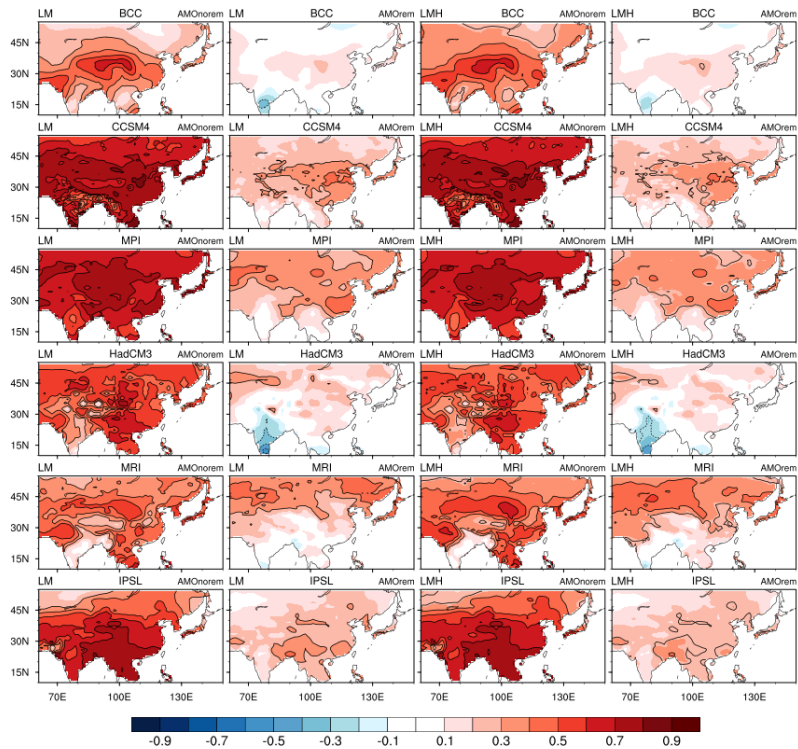 LM BCC AMOnorem LM BCC AMOrem LMH BCC AMOnorem LMH BCC AMOrem
45N
30N
15N
LM CCSM4 AMOnorem LM CCSM4 AMOrem LMH CCSM4 AMOnorem LMH CCSM4 AMOrem
45N
30N
15N
LM MPI AMOnorem LM MPI AMOrem LMH MPI AMOnorem LMH MPI AMOrem
45N
30N
15N
LM HadCM3 AMOnorem LM HadCM3 AMOrem LMH HadCM3 AMOnorem LMH HadCM3 AMOrem
45N
30N
15N
LM MRI AMOnorem LM MRI AMOrem LMH MRI AMOnorem LMH MRI AMOrem
45N
30N
15N
LM IPSL AMOnorem LM IPSL AMOrem LMH IPSL AMOnorem LMH IPSL AMOrem
45N
30N
15N
70E 100E 130E 70E 100E 130E 70E 100E 130E 70E 100E 130E
-0.9 -0.7 -0.5 -0.3 -0.1 0.1 0.3 0.5 0.7 0.9